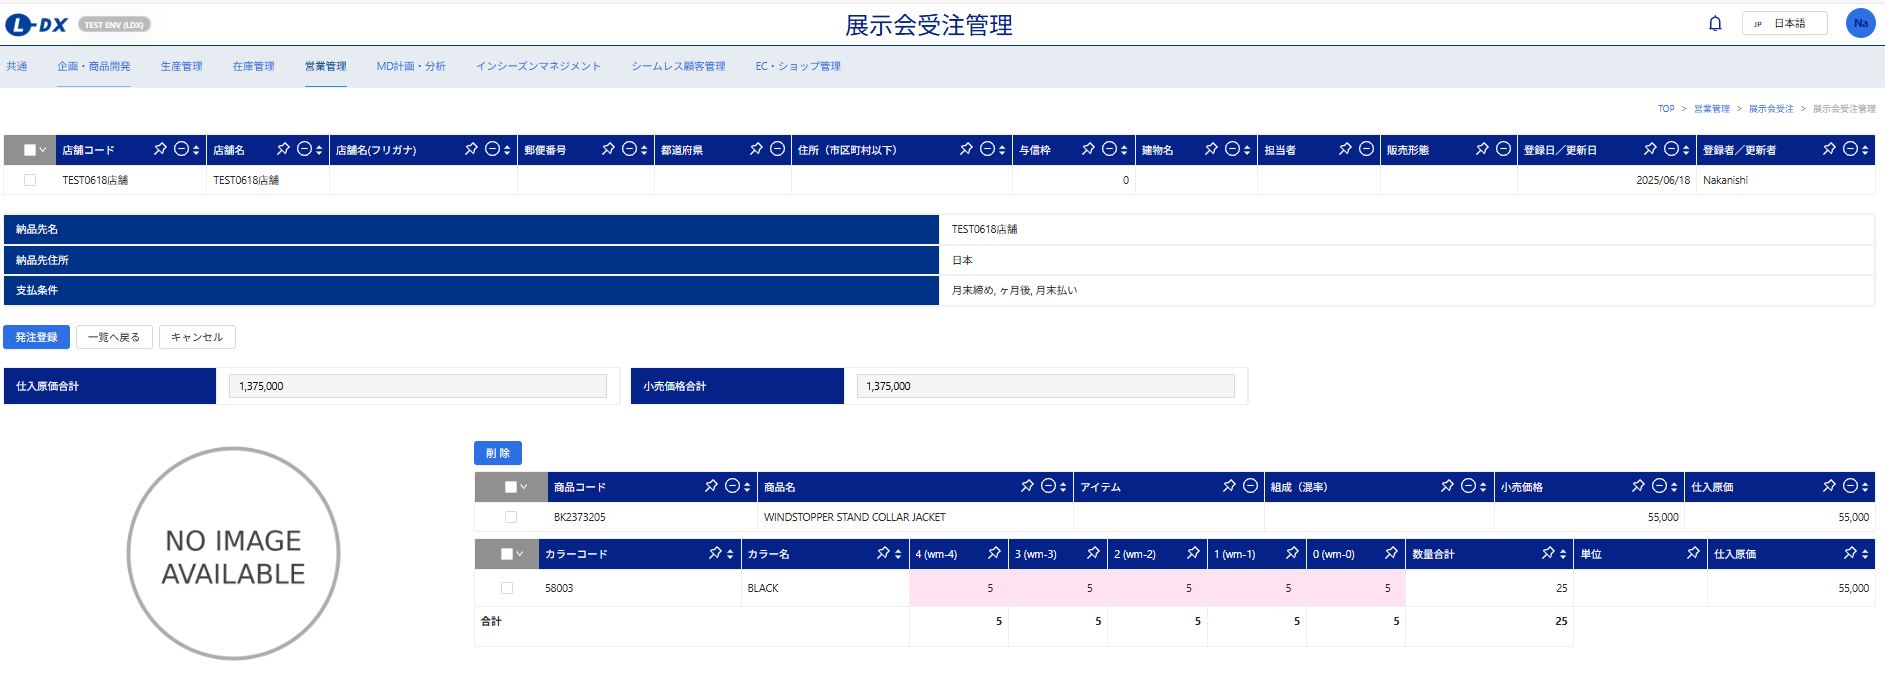 L-DX TEST ENV (LDX) 展示会受注管理 JP 日本語 Na
共通 企画・商品開発 生産管理 在庫管理 営業管理 MD計画・分析 インシーズンマネジメント シームレス顧客管理 EC・ショップ管理
TOP > 営業管理 > 展示会受注 > 展示会受注管理
店舗コード 店舗名 店舗名(フリガナ) 郵便番号 都道府県 住所（市区町村以下） 与信枠 建物名 担当者 販売形態 登録日／更新日 登録者／更新者
TEST0618店舗 TEST0618店舗 0 2025/06/18 Nakanishi
納品先名 TEST0618店舗
納品先住所 日本
支払条件 月末締め, ヶ月後, 月末払い
発注登録 一覧へ戻る キャンセル
仕入原価合計 1,375,000 小売価格合計 1,375,000
NO IMAGE
AVAILABLE
削 除
商品コード 商品名 アイテム 組成（混率） 小売価格 仕入原価
BK2373205 WINDSTOPPER STAND COLLAR JACKET 55,000 55,000
カラーコード カラー名 4 (wm-4) 3 (wm-3) 2 (wm-2) 1 (wm-1) 0 (wm-0) 数量合計 単位 仕入原価
58003 BLACK 5 5 5 5 5 25 55,000
合計 5 5 5 5 5 25